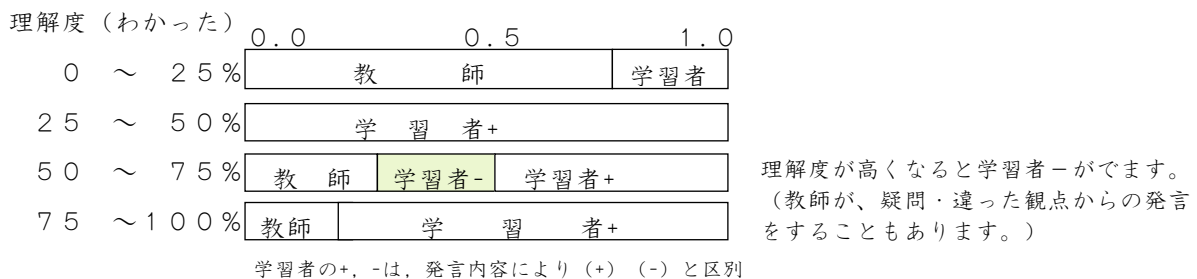 理解度（わかった）
0.0 0.5 1.0
0 ～ 25% 教 師 学習者
25 ～ 50% 学 習 者+
50 ～ 75% 教 師 学習者- 学習者+
75 ～100% 教師 学 習 者+
理解度が高くなると学習者－がでます。
（教師が、疑問・違った観点からの発言
をすることもあります。）
学習者の+, -は, 発言内容により（+）（-）と区別